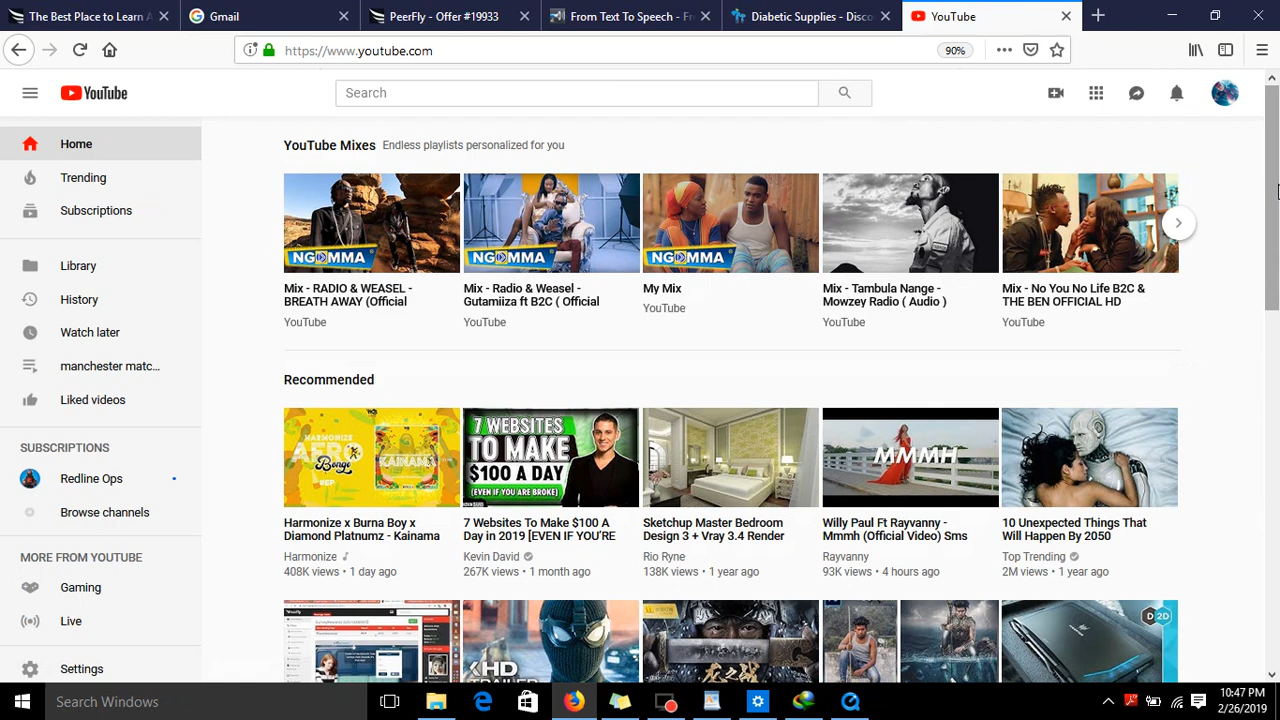 The Best Place to Learn A
Gmail
PeerFly - Offer #19933
From Text To Speech - Fr
Diabetic Supplies - Disco
YouTube
https://www.youtube.com
90%
YouTube
Search
Home
Trending
Subscriptions
Library
History
Watch later
manchester matc...
Liked videos
SUBSCRIPTIONS
Redline Ops
Browse channels
MORE FROM YOUTUBE
Gaming
Live
Settings
YouTube Mixes Endless playlists personalized for you
Mix - RADIO & WEASEL -
BREATH AWAY (Official
YouTube
Mix - Radio & Weasel -
Gutamiiza ft B2C ( Official
YouTube
My Mix
YouTube
Mix - Tambula Nange -
Mowzey Radio ( Audio )
YouTube
Mix - No You No Life B2C &
THE BEN OFFICIAL HD
YouTube
Recommended
HARMONIZE
AFRO
Bongo
#EP
KAINAMA
Harmonize x Burna Boy x
Diamond Platnumz - Kainama
Harmonize
408K views • 1 day ago
7 WEBSITES
TO MAKE
$100 A DAY
(EVEN IF YOU ARE BROKE)
7 Websites To Make $100 A
Day in 2019 [EVEN IF YOU'RE
Kevin David
267K views • 1 month ago
Sketchup Master Bedroom
Design 3 + Vray 3.4 Render
Rio Ryne
138K views • 1 year ago
MMMH
Willy Paul Ft Rayvanny -
Mmmh (Official Video) Sms
Rayvanny
93K views • 4 hours ago
10 Unexpected Things That
Will Happen By 2050
Top Trending
2M views • 1 year ago
HD
TRAILER
Search Windows
10:47 PM
2/26/2019